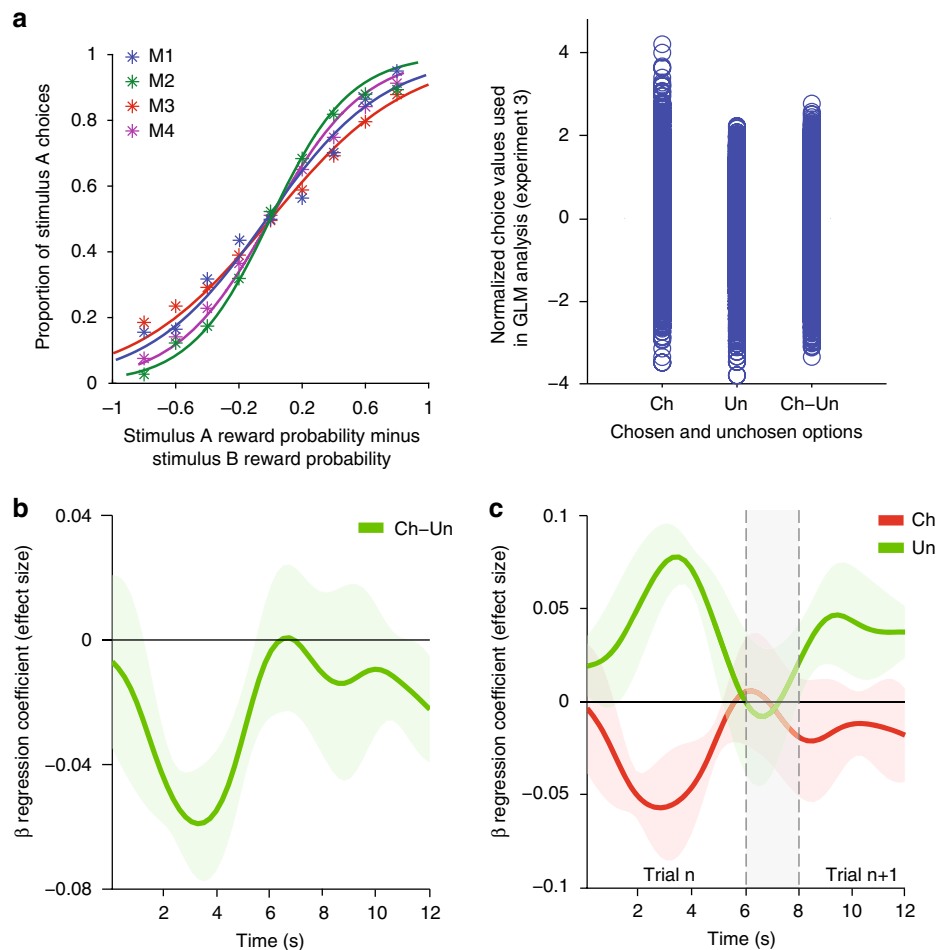 a
Proportion of stimulus A choices
1
0.8
0.6
0.4
0.2
0
M1
M2
M3
M4
−1
−0.6
−0.2
0.2
0.6
1
Stimulus A reward probability minus
stimulus B reward probability
Normalized choice values used
in GLM analysis (experiment 3)
4
2
0
−2
−4
Ch
Un
Ch−Un
Chosen and unchosen options
b
β regression coefficient (effect size)
0.04
0
−0.04
−0.08
Ch−Un
2
4
6
8
10
12
Time (s)
c
β regression coefficient (effect size)
0.1
0.05
0
−0.05
−0.1
Ch
Un
Trial n
Trial n+1
2
4
6
8
10
12
Time (s)